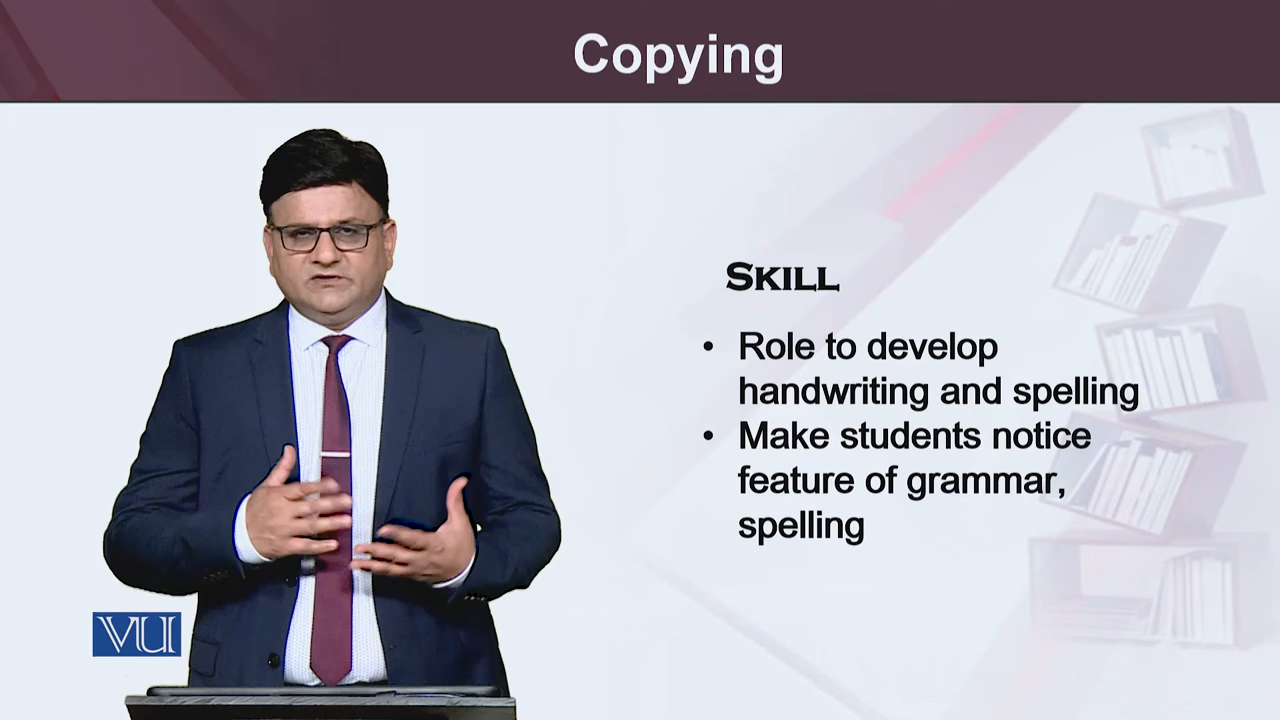 Copying
SKILL
• Role to develop
handwriting and spelling
• Make students notice
feature of grammar,
spelling
VU